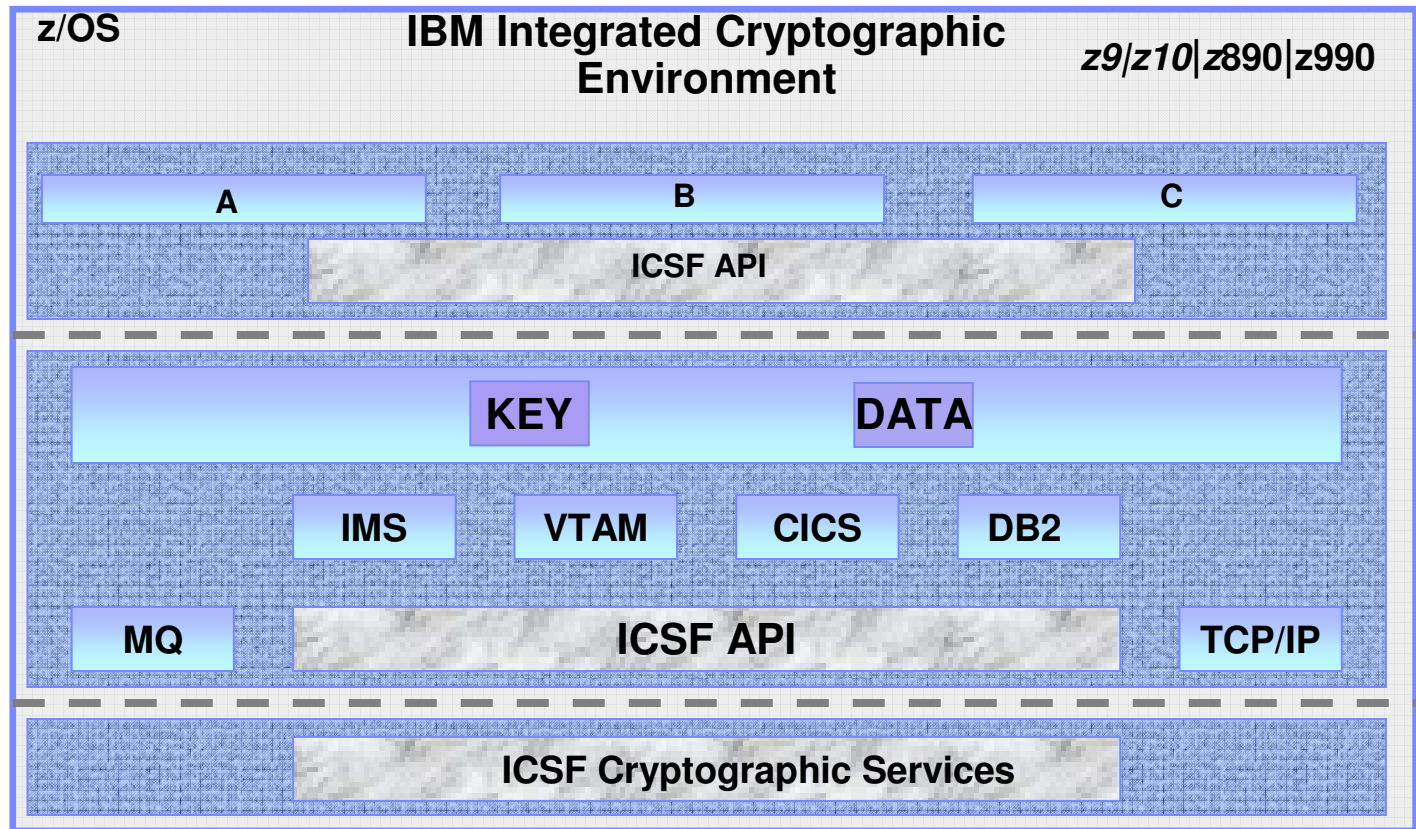 z/OS
IBM Integrated Cryptographic
Environment
z9|z10|z890|z990
A
B
C
ICSF API
KEY
DATA
IMS
VTAM
CICS
DB2
MQ
ICSF API
TCP/IP
ICSF Cryptographic Services